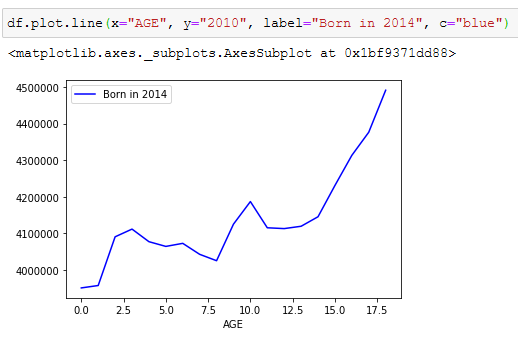 df.plot.line(x="AGE", y="2010", label="Born in 2014", c="blue")
<matplotlib.axes._subplots.AxesSubplot at 0x1bf9371dd88>
4500000
Born in 2014
4400000
4300000
4200000
4100000
4000000
0.0 2.5 5.0 7.5 10.0 12.5 15.0 17.5
AGE